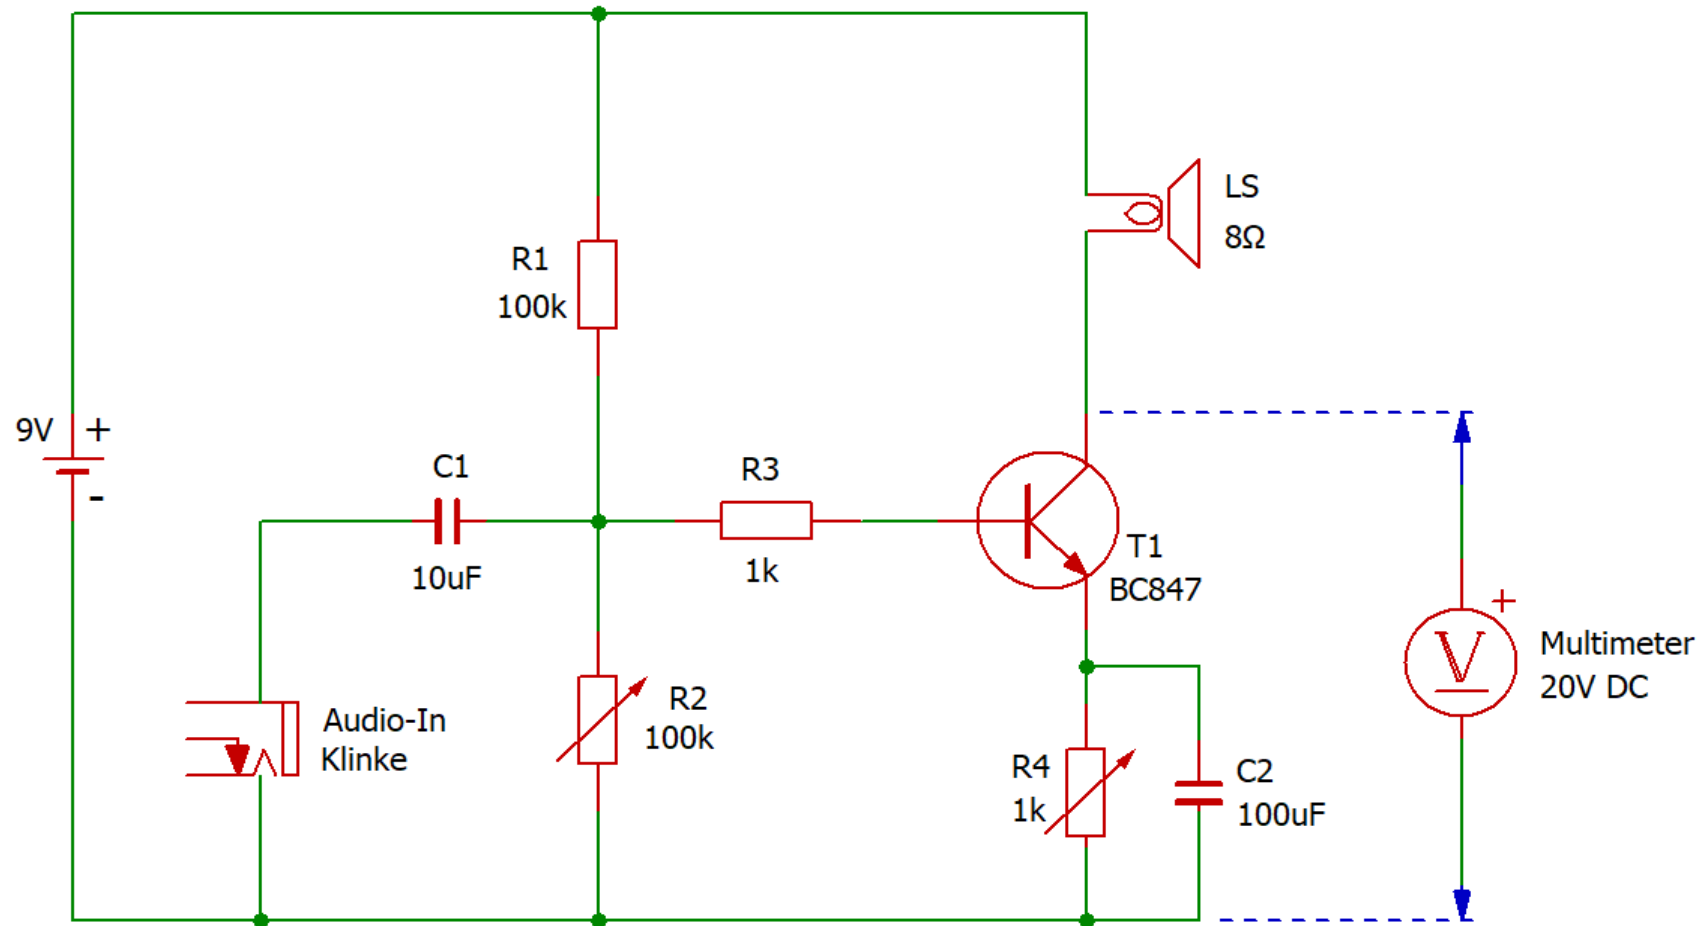 LS
8Ω
R1
100k
9V
+
-
C1
10uF
R3
1k
T1
BC847
+
V
Multimeter
20V DC
Audio-In
Klinke
R2
100k
R4
1k
C2
100uF